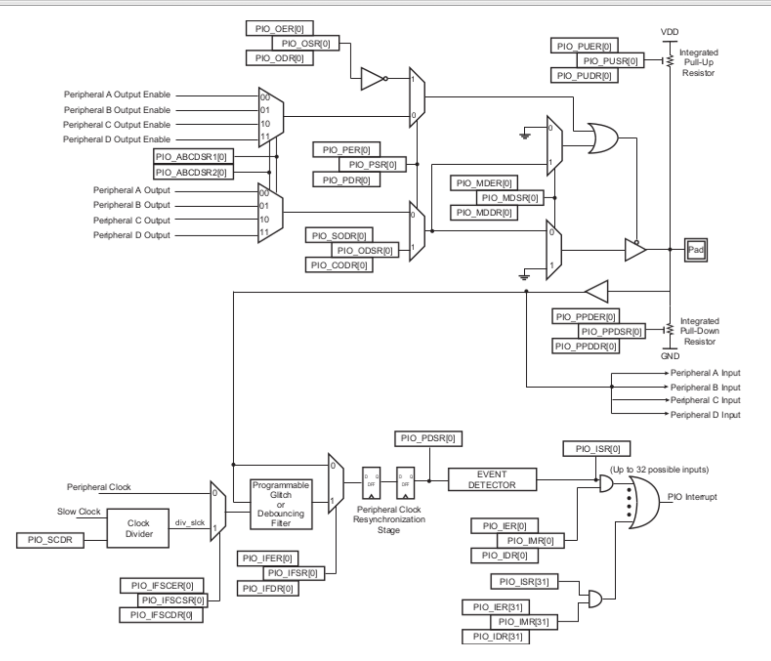 PIO_OER[0]
PIO_OSR[0]
PIO_ODR[0]
1
0
PIO_PUER[0]
PIO_PUSR[0]
PIO_PUDR[0]
VDD
Integrated
Pull-Up
Resistor
Peripheral A Output Enable
Peripheral B Output Enable
Peripheral C Output Enable
Peripheral D Output Enable
00
01
10
11
PIO_ABCDSR1[0]
PIO_ABCDSR2[0]
Peripheral A Output
Peripheral B Output
Peripheral C Output
Peripheral D Output
00
01
10
11
PIO_PER[0]
PIO_PSR[0]
PIO_PDR[0]
0
1
PIO_MDER[0]
PIO_MDSR[0]
PIO_MDDR[0]
PIO_SODR[0]
PIO_ODSR[0]
PIO_CODR[0]
0
1
0
1
Pad
PIO_PPDER[0]
PIO_PPDSR[0]
PIO_PPDDR[0]
Integrated
Pull-Down
Resistor
GND
Peripheral A Input
Peripheral B Input
Peripheral C Input
Peripheral D Input
PIO_PDSR[0]
PIO_ISR[0]
(Up to 32 possible inputs)
Peripheral Clock
Slow Clock
PIO_SCDR
Clock
Divider
div_slck
0
1
Programmable
Glitch
or
Debouncing
Filter
0
1
D Q
DFF
D Q
DFF
Peripheral Clock
Resynchronization
Stage
EVENT
DETECTOR
PIO Interrupt
PIO_IER[0]
PIO_IMR[0]
PIO_IDR[0]
PIO_IFER[0]
PIO_IFSR[0]
PIO_IFDR[0]
PIO_IFSCER[0]
PIO_IFSCSR[0]
PIO_IFSCDR[0]
PIO_ISR[31]
PIO_IER[31]
PIO_IMR[31]
PIO_IDR[31]